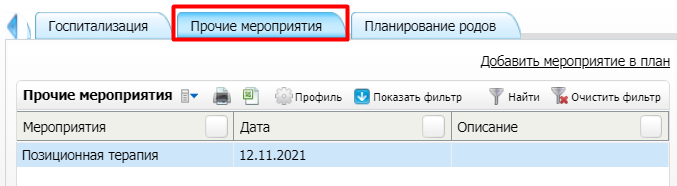 Госпитализация Прочие мероприятия Планирование родов
Добавить мероприятие в план
Прочие мероприятия Профиль Показать фильтр Найти Очистить фильтр
Мероприятия Дата Описание
Позиционная терапия 12.11.2021